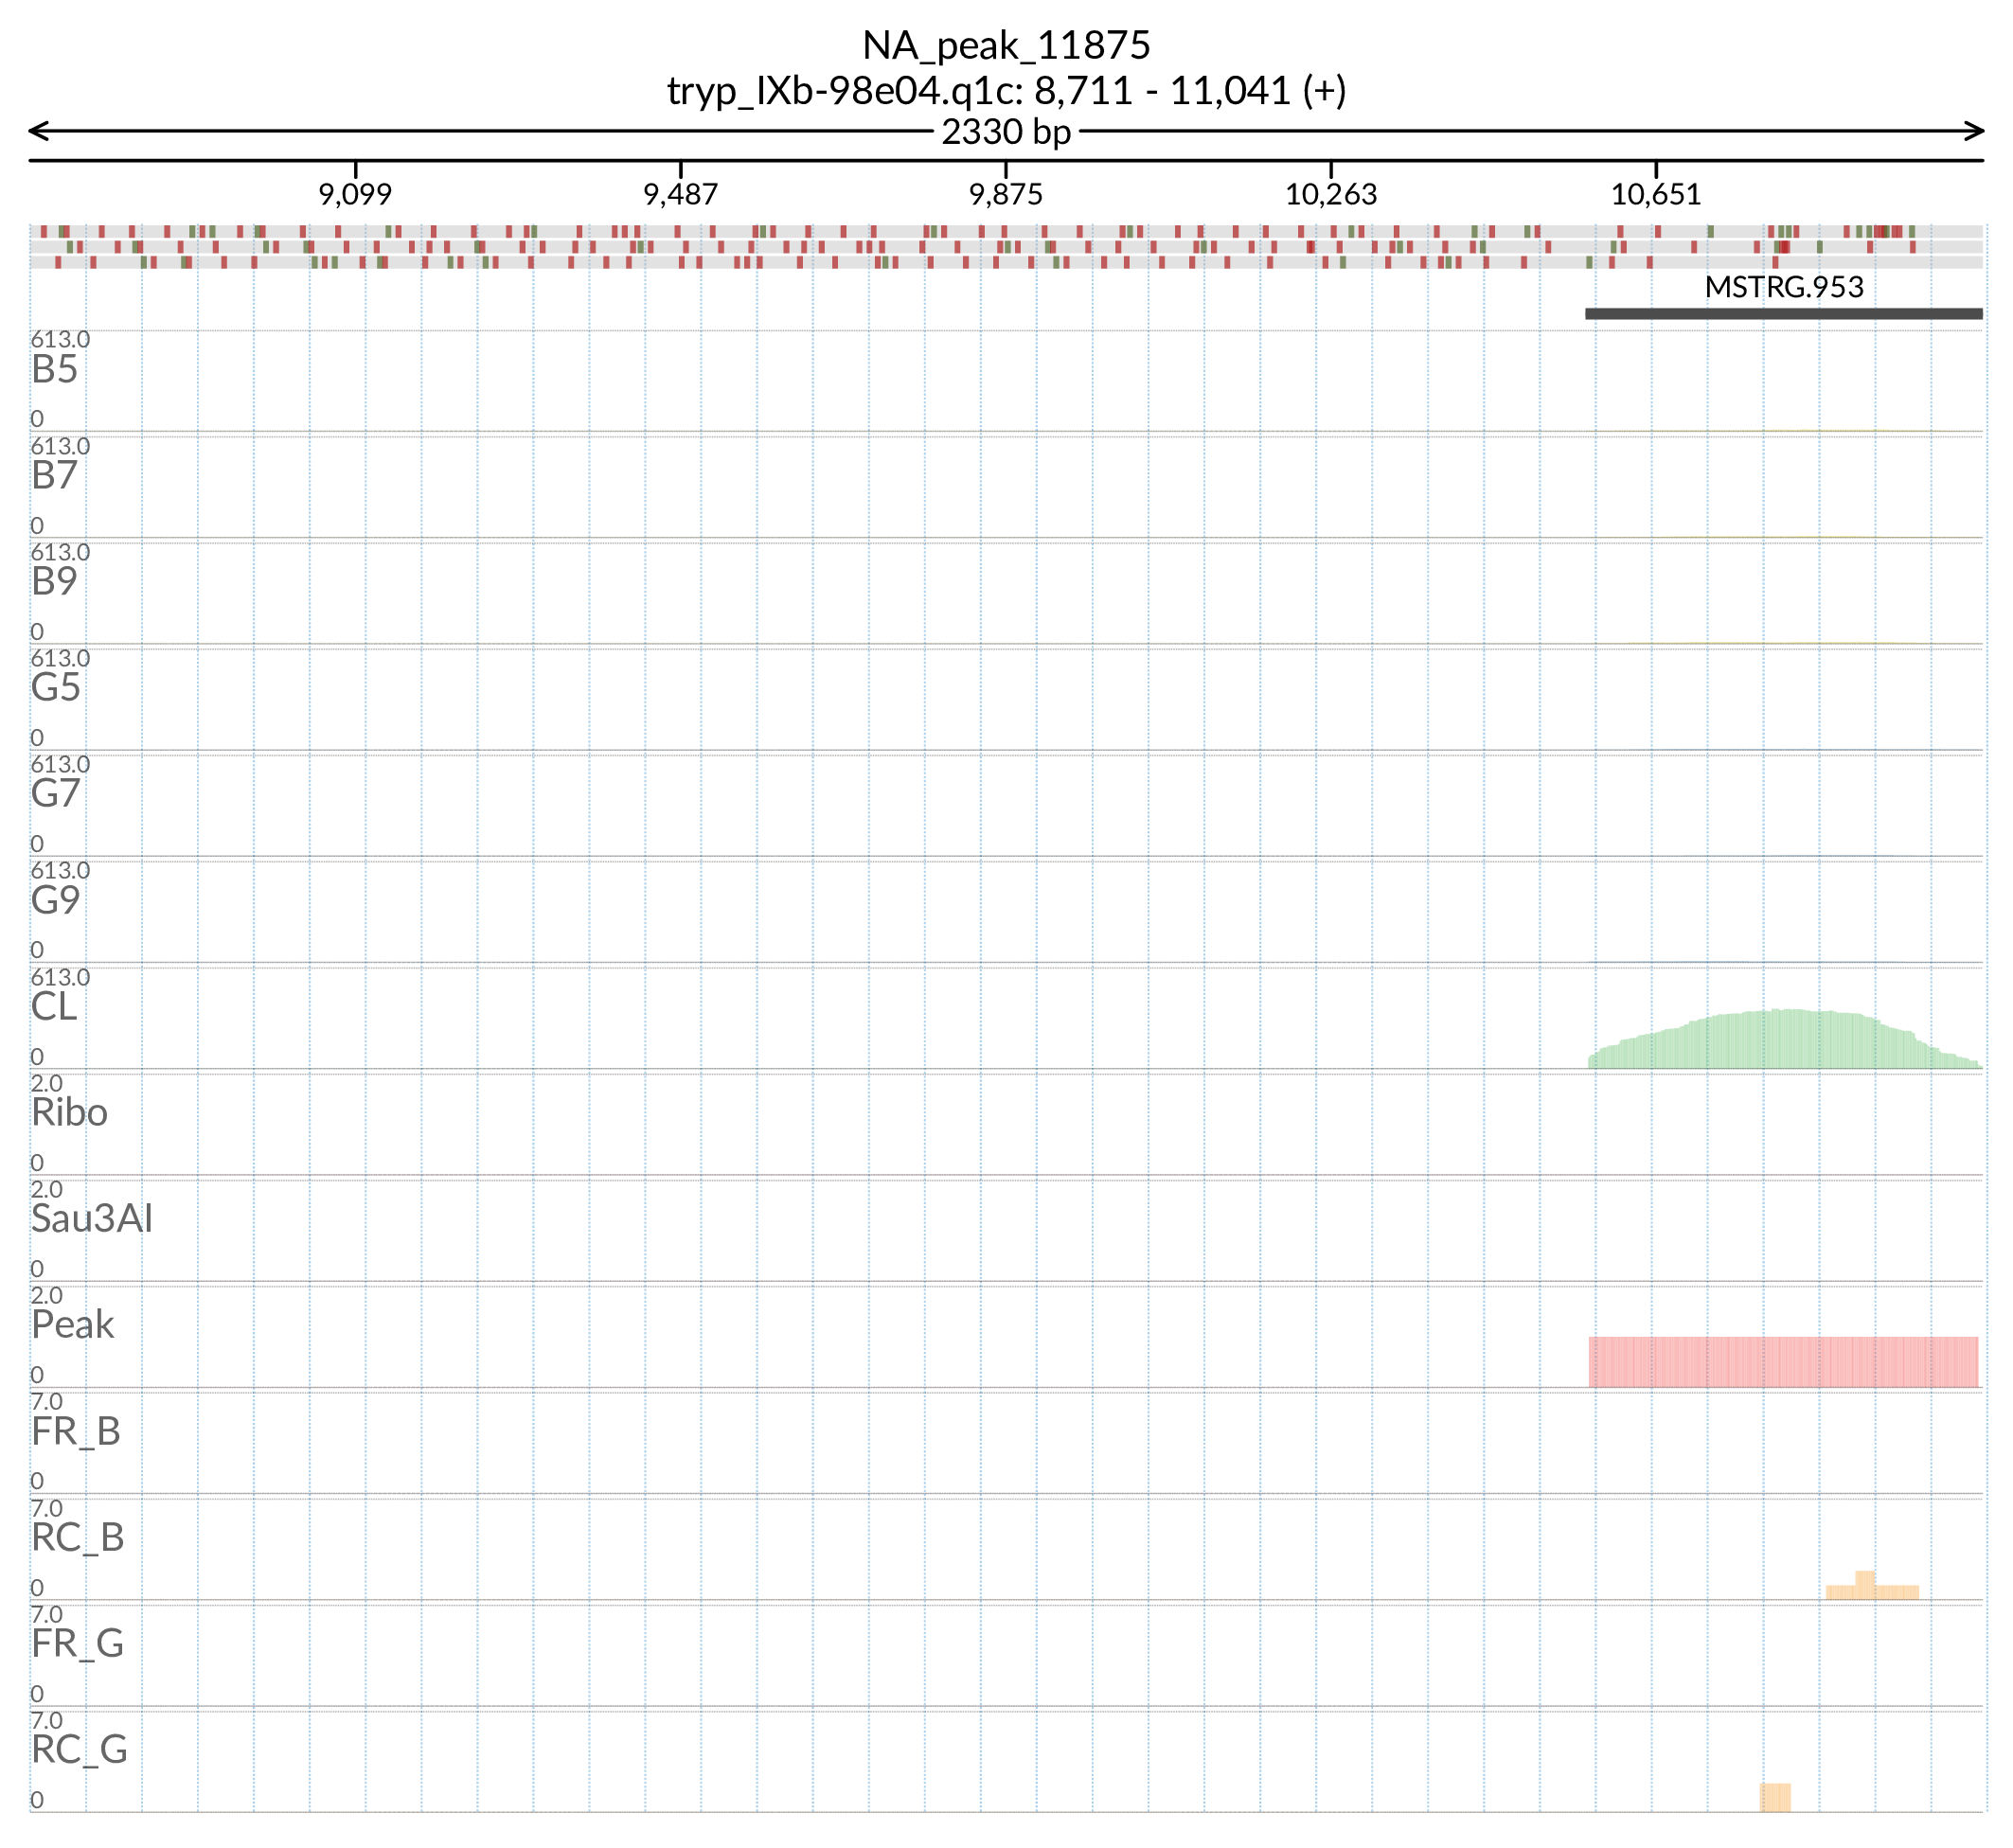 NA_peak_11875
tryp_IXb-98e04.q1c: 8,711 - 11,041 (+)
2330 bp
9,099 9,487 9,875 10,263 10,651
MSTRG.953
613.0
B5
0
613.0
B7
0
613.0
B9
0
613.0
G5
0
613.0
G7
0
613.0
G9
0
613.0
CL
0
2.0
Ribo
0
2.0
Sau3AI
0
2.0
Peak
0
7.0
FR_B
0
7.0
RC_B
0
7.0
FR_G
0
7.0
RC_G
0